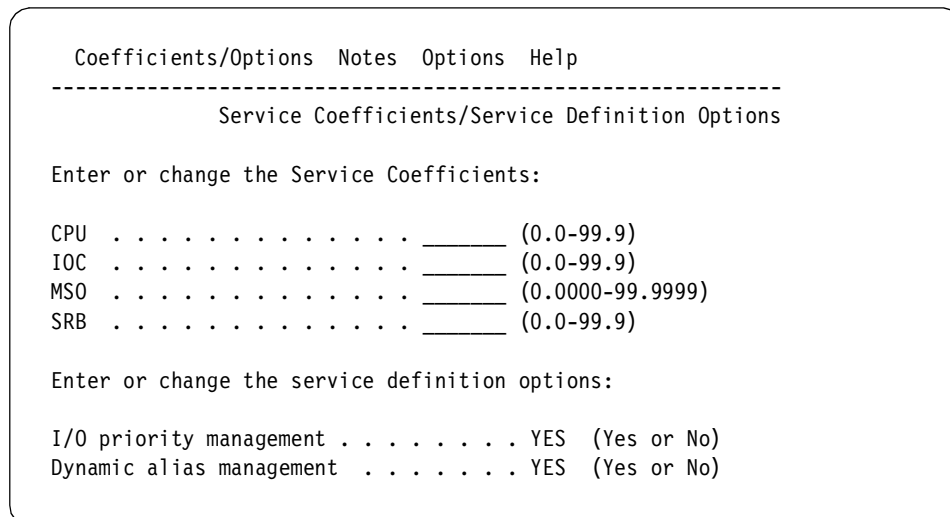 Coefficients/Options Notes Options Help
--------------------------------------------------------------
Service Coefficients/Service Definition Options
Enter or change the Service Coefficients:
CPU . . . . . . . . . . . . . _______ (0.0-99.9)
IOC . . . . . . . . . . . . . _______ (0.0-99.9)
MSO . . . . . . . . . . . . . _______ (0.0000-99.9999)
SRB . . . . . . . . . . . . . _______ (0.0-99.9)
Enter or change the service definition options:
I/O priority management . . . . . . . . YES (Yes or No)
Dynamic alias management . . . . . . . YES (Yes or No)